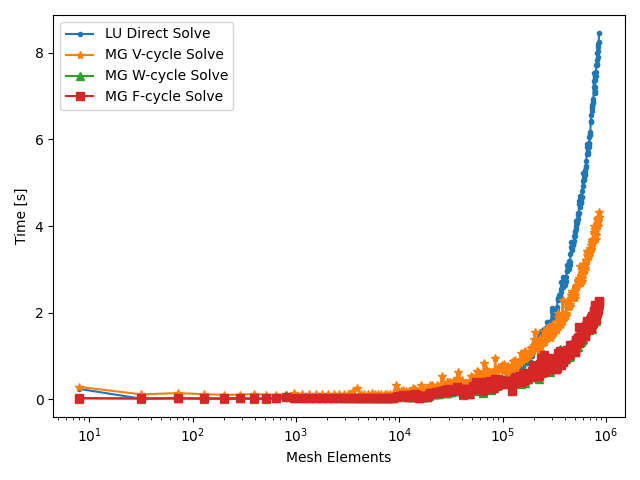 LU Direct Solve
MG V-cycle Solve
MG W-cycle Solve
MG F-cycle Solve
8
6
4
2
0
Time [s]
10¹ 10² 10³ 10⁴ 10⁵ 10⁶
Mesh Elements